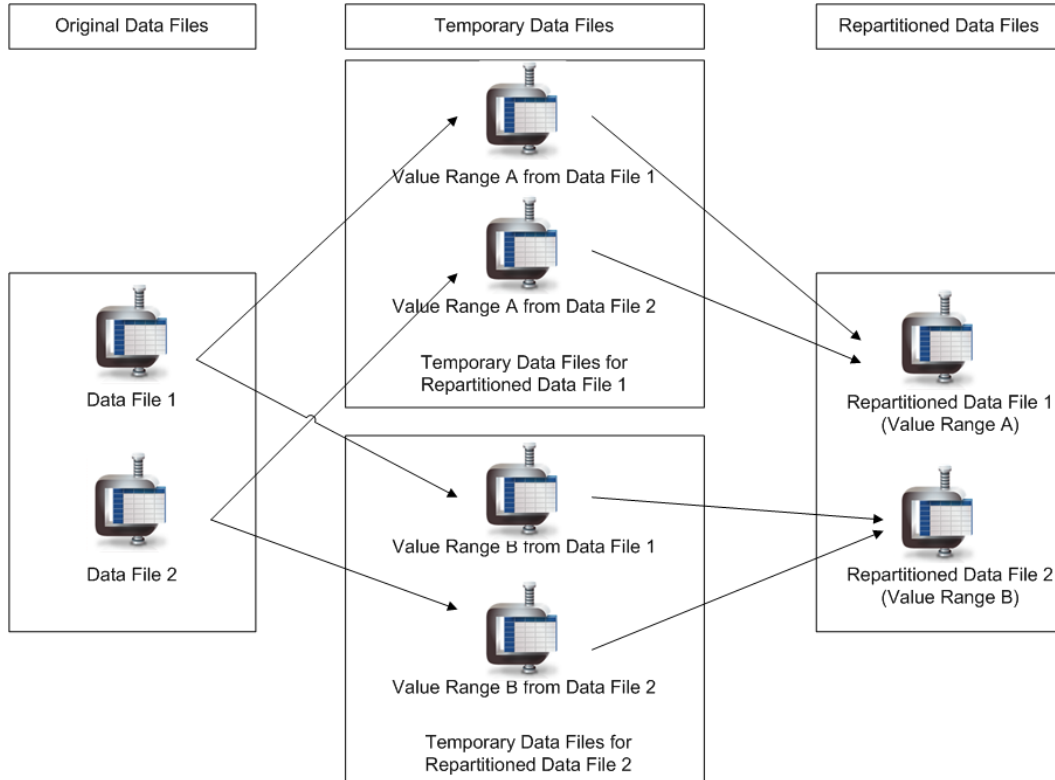 Original Data Files
Temporary Data Files
Repartitioned Data Files
Value Range A from Data File 1
Value Range A from Data File 2
Temporary Data Files for
Repartitioned Data File 1
Data File 1
Data File 2
Value Range B from Data File 1
Value Range B from Data File 2
Temporary Data Files for
Repartitioned Data File 2
Repartitioned Data File 1
(Value Range A)
Repartitioned Data File 2
(Value Range B)